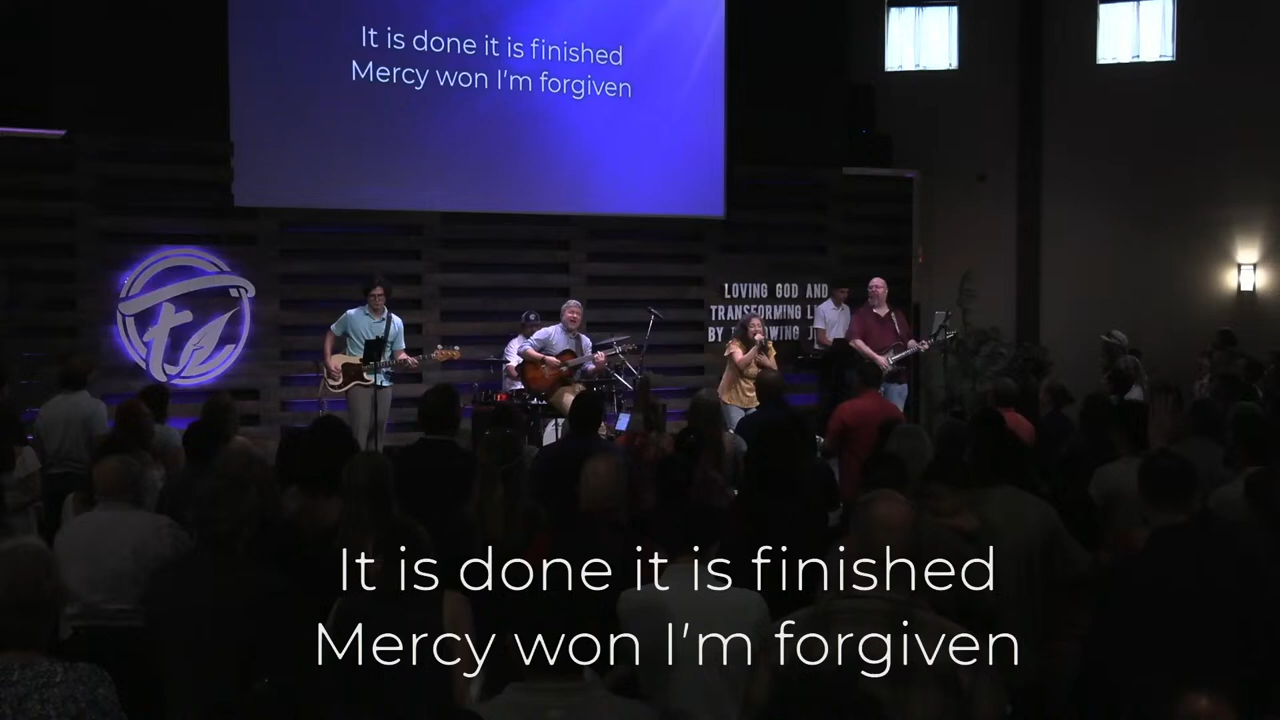 It is done it is finished
Mercy won I'm forgiven
LOVING GOD AND
TRANSFORMING
BY
It is done it is finished
Mercy won I'm forgiven